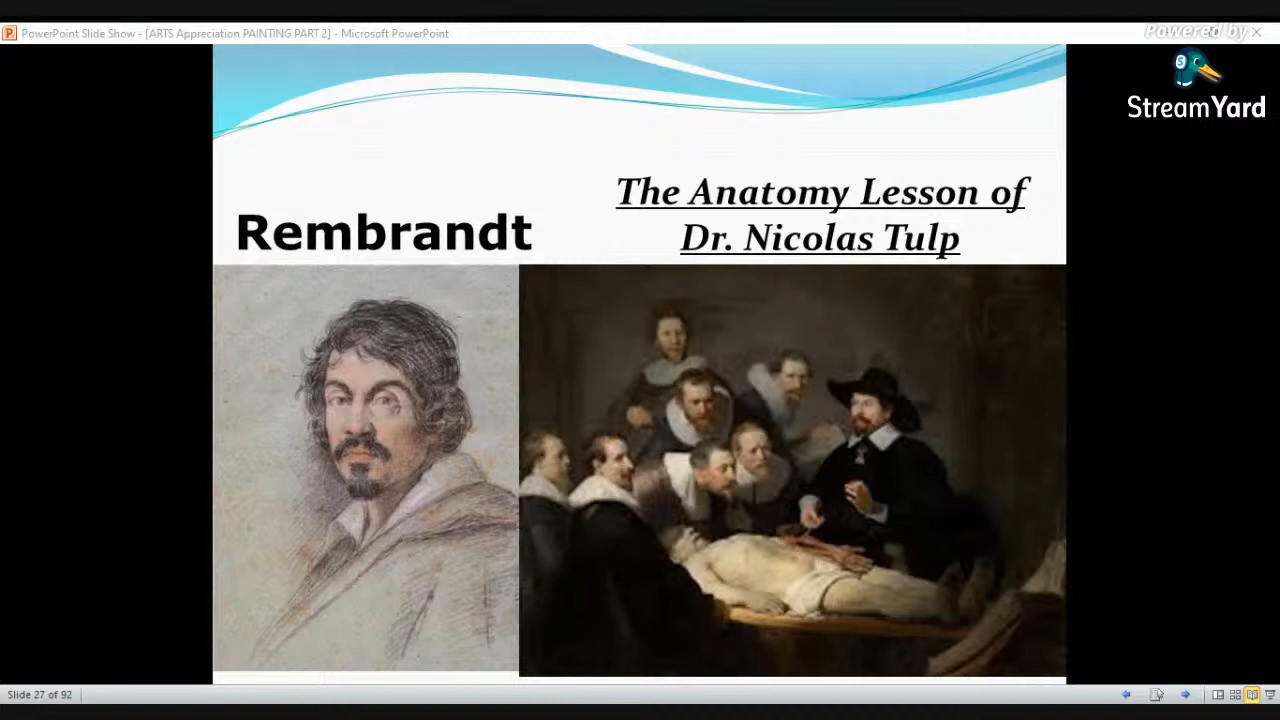 PowerPoint Slide Show - [ARTS Appreciation PAINTING PART 2] - Microsoft PowerPoint
Powered by
S
StreamYard
The Anatomy Lesson of
Dr. Nicolas Tulp
Rembrandt
Slide 27 of 92